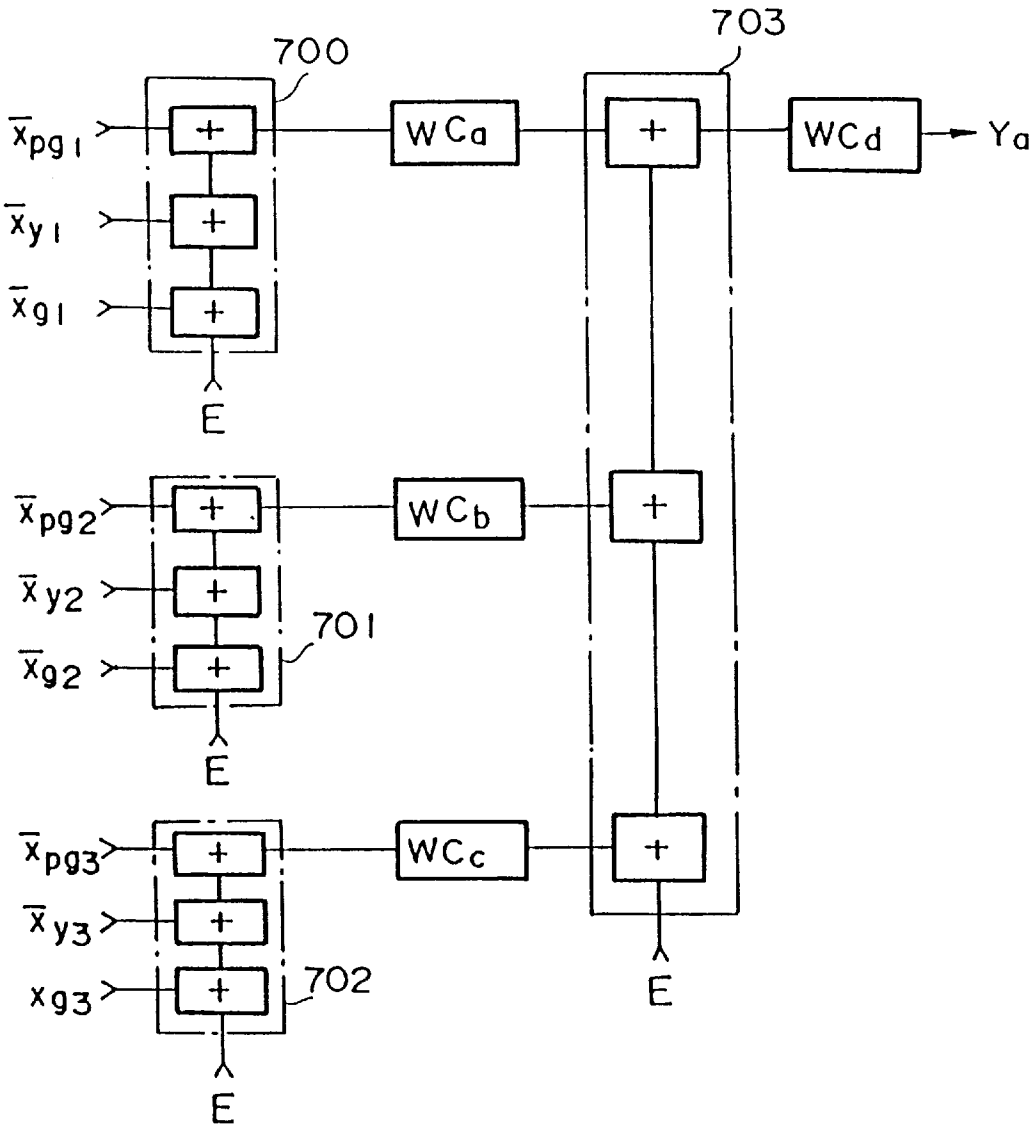 700
703
x̄pg1
+
WCa
+
WCd
Ya
x̄y1
+
x̄g1
+
E
x̄pg2
+
WCb
+
x̄y2
+
701
x̄g2
+
E
x̄pg3
+
WCc
+
x̄y3
+
xg3
+
702
E
E